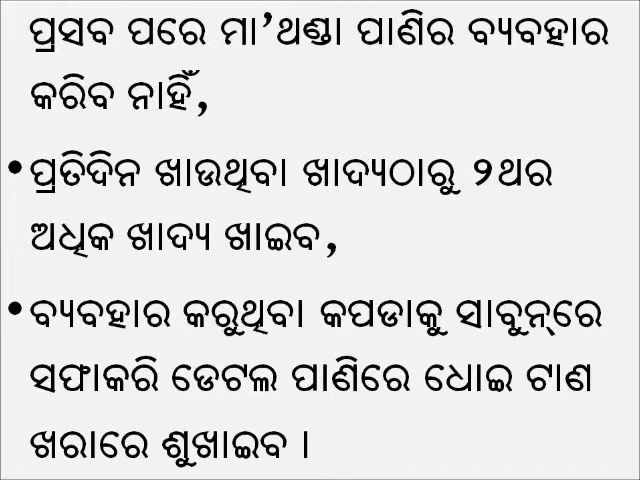 ପ୍ରସବ ପରେ ମା’ଥଣ୍ଡା ପାଣିର ବ୍ୟବହାର
କରିବ ନାହିଁ,
•ପ୍ରତିଦିନ ଖାଉଥିବା ଖାଦ୍ୟଠାରୁ ୨ଥର
ଅଧିକ ଖାଦ୍ୟ ଖାଇବ,
•ବ୍ୟବହାର କରୁଥିବା କପଡାକୁ ସାବୁନ୍‌ରେ
ସଫାକରି ଡେଟଲ ପାଣିରେ ଧୋଇ ଟାଣ
ଖରାରେ ଶୁଖାଇବ ।